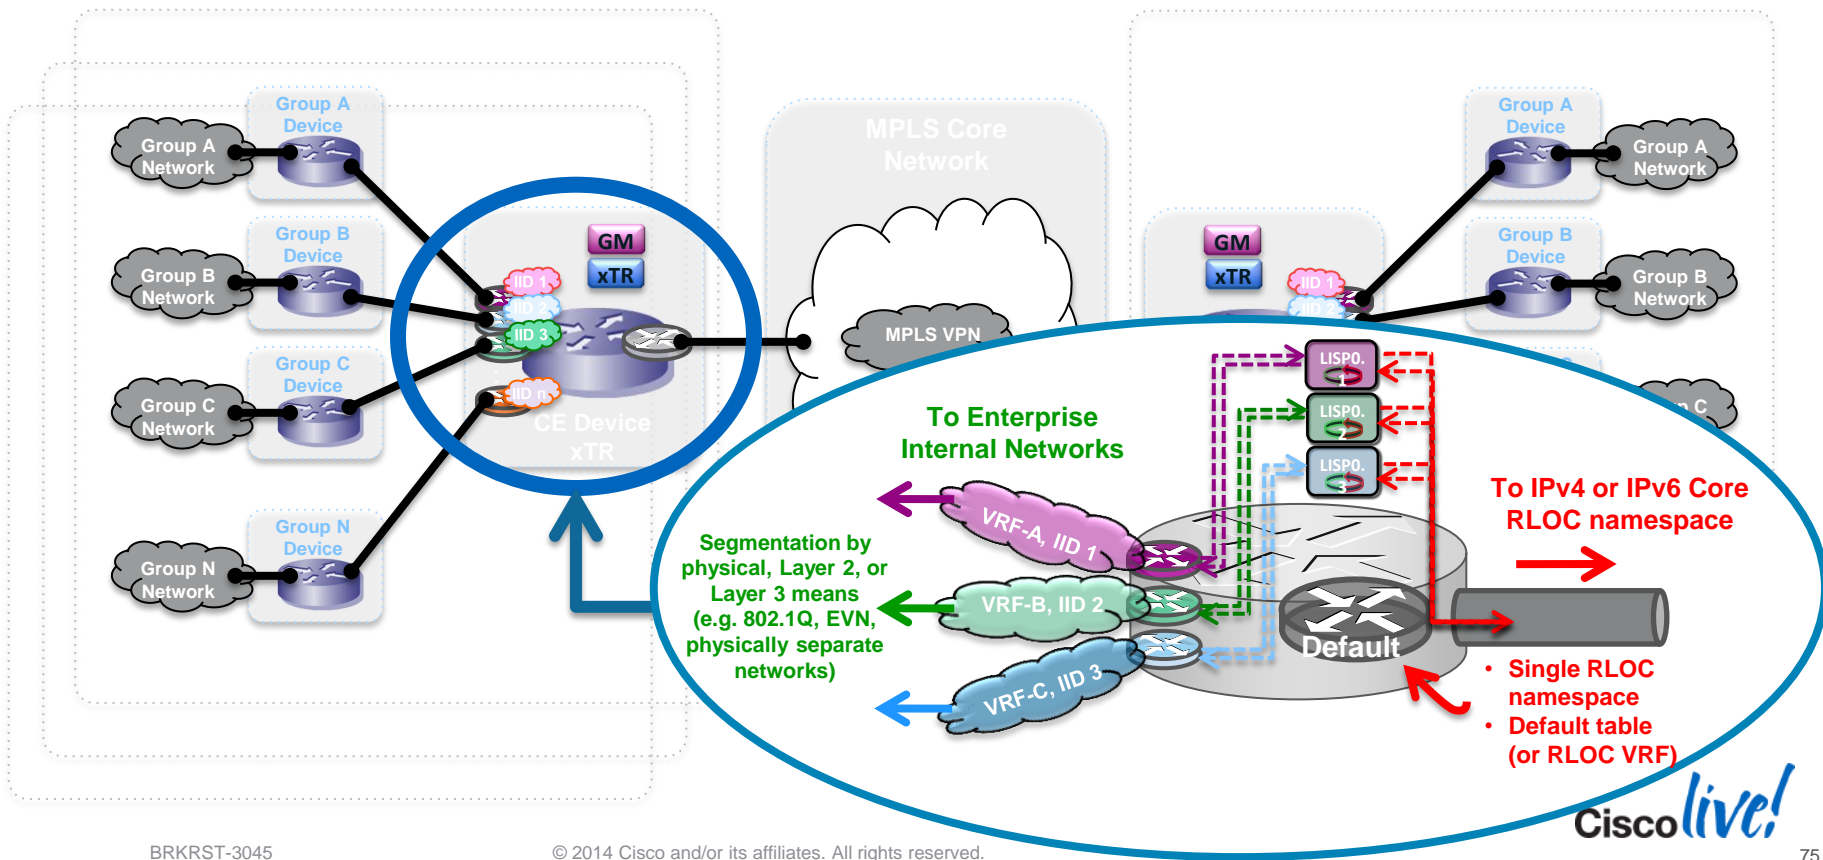 Group A
Device
Group A
Network
Group B
Device
Group B
Network
Group C
Device
Group C
Network
Group N
Device
Group N
Network
GM
xTR
IID 1
IID 2
IID 3
IID n
CE Device
xTR
MPLS Core
Network
MPLS VPN
GM
xTR
IID 1
IID 2
Group A
Device
Group A
Network
Group B
Device
Group B
Network
C
To Enterprise
Internal Networks
Segmentation by
physical, Layer 2, or
Layer 3 means
(e.g. 802.1Q, EVN,
physically separate
networks)
VRF-A, IID 1
VRF-B, IID 2
VRF-C, IID 3
LISP0.
1
LISP0.
2
LISP0.
3
Default
To IPv4 or IPv6 Core
RLOC namespace
• Single RLOC
namespace
• Default table
(or RLOC VRF)
Cisco live!
BRKRST-3045
© 2014 Cisco and/or its affiliates. All rights reserved.
75